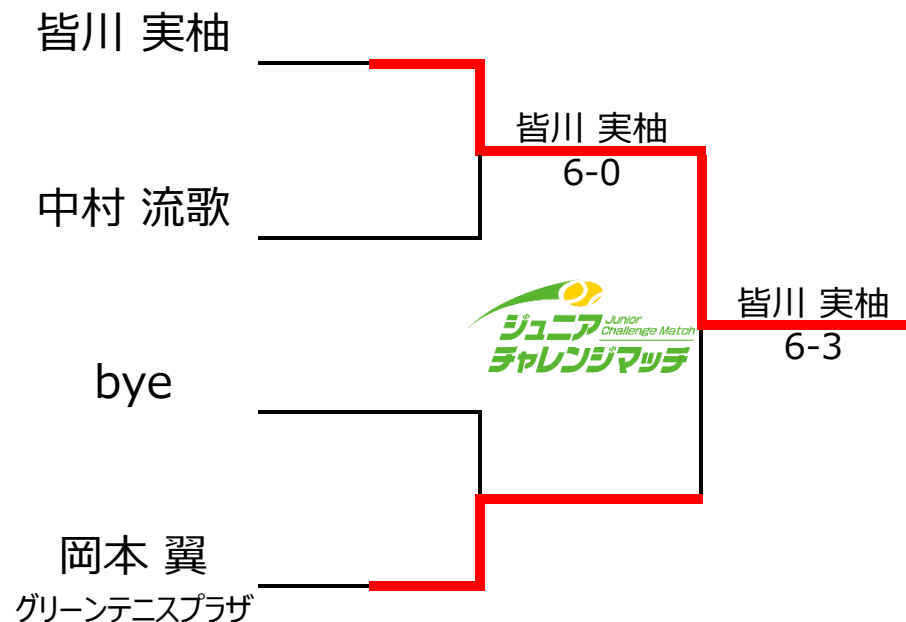 皆川 実柚
皆川 実柚
6-0
中村 流歌
皆川 実柚
6-3
ジュニア Junior Challenge Match
チャレンジマッチ
bye
岡本 翼
グリーンテニスプラザ